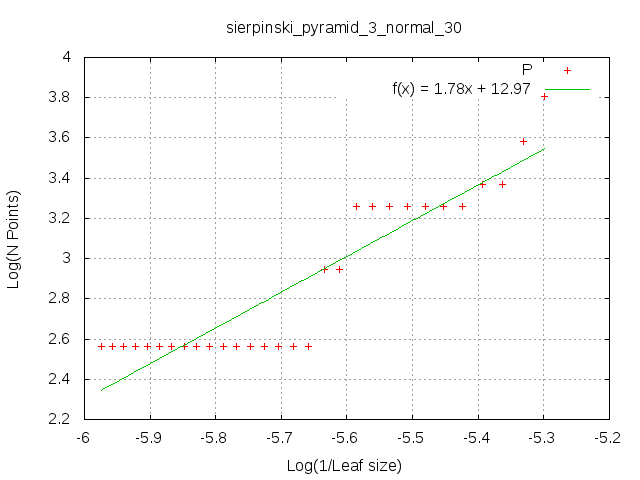 sierpinski_pyramid_3_normal_30
4
3.8
3.6
3.4
3.2
3
2.8
2.6
2.4
2.2
-6 -5.9 -5.8 -5.7 -5.6 -5.5 -5.4 -5.3 -5.2
Log(N Points)
Log(1/Leaf size)
P
f(x) = 1.78x + 12.97